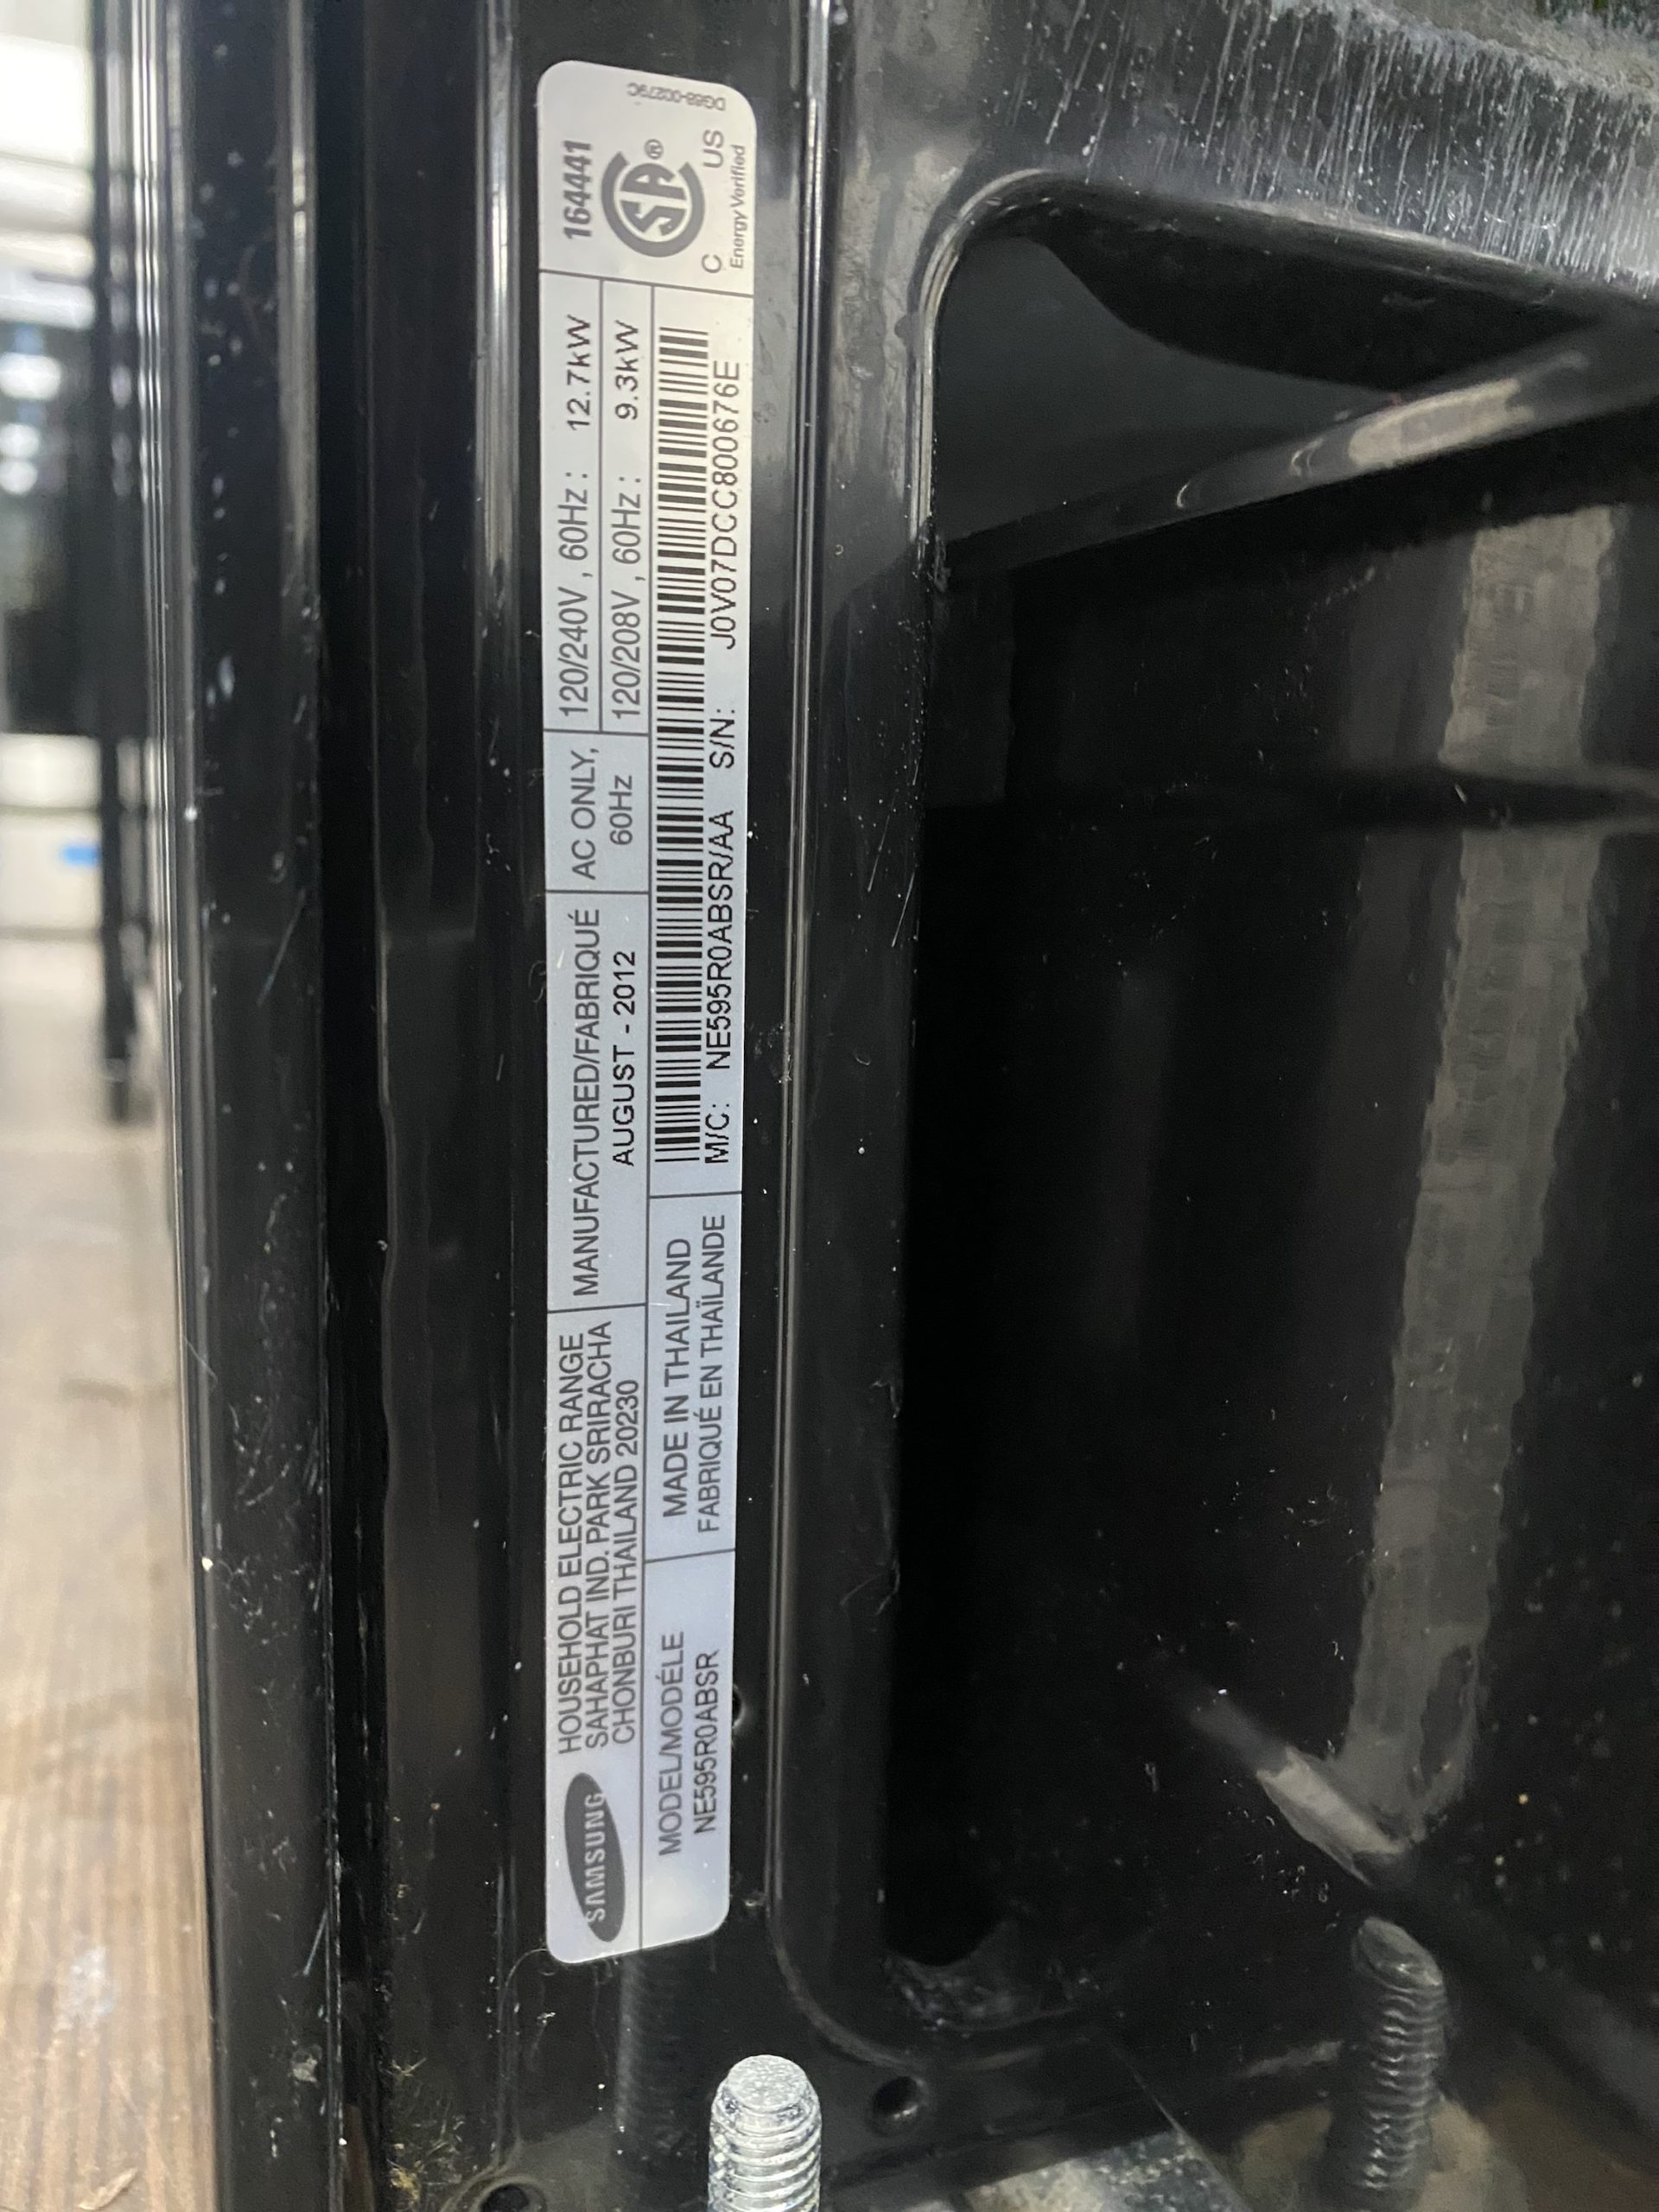 SAMSUNG
HOUSEHOLD ELECTRIC RANGE
SAHAPHAT IND. PARK SRIRACHA
CHONBURI THAILAND 20230
MANUFACTURED/FABRIQUÉ
AUGUST - 2012
AC ONLY,
60Hz
120/240V , 60Hz : 12.7kW
120/208V , 60Hz : 9.3kW
164441
SA®
C US
Energy Verified
DG68-00279C
MODEL/MODÉLE
NE595R0ABSR
MADE IN THAILAND
FABRIQUÉ EN THAÏLANDE
M/C: NE595R0ABSR/AA S/N: J0V07DCC800676E